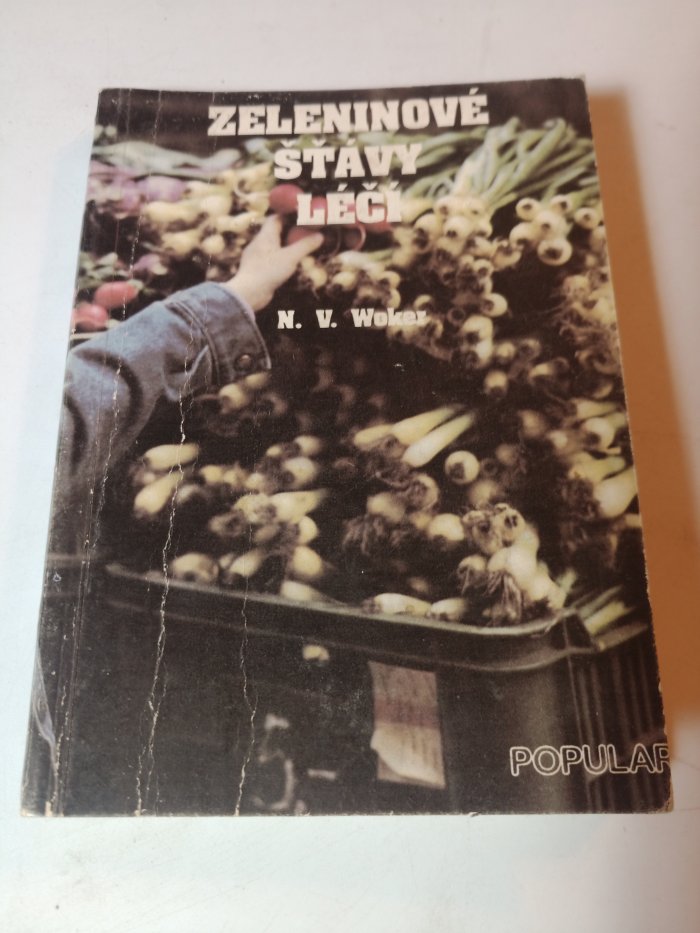 ZELENINOVÉ
ŠŤÁVY
LÉČÍ
N. V. Woker
POPULAR